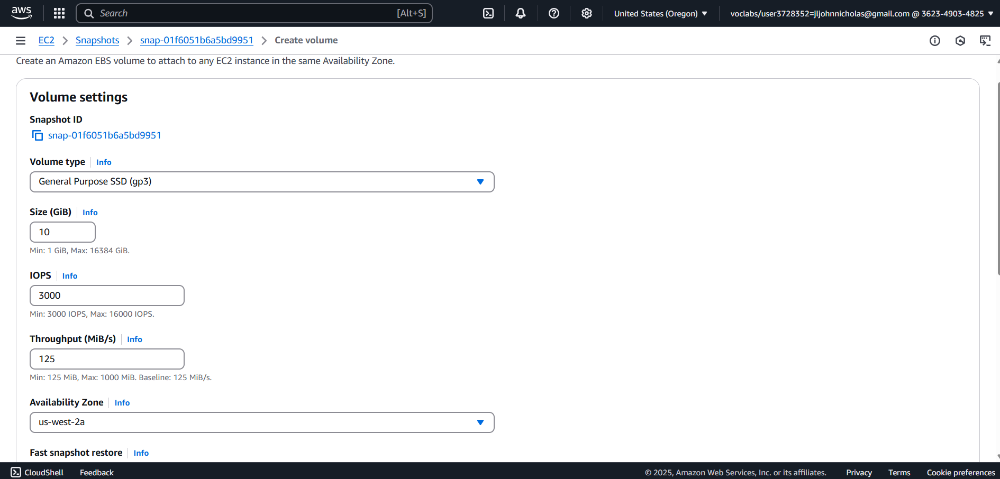 aws
Search [Alt+S]
United States (Oregon)
voclabs/user3728352=jljohnnicholas@gmail.com @ 3623-4903-4825
EC2 Snapshots snap-01f6051b6a5bd9951 Create volume
Create an Amazon EBS volume to attach to any EC2 instance in the same Availability Zone.
Volume settings
Snapshot ID
snap-01f6051b6a5bd9951
Volume type Info
General Purpose SSD (gp3)
Size (GiB) Info
10
Min: 1 GiB, Max: 16384 GiB.
IOPS Info
3000
Min: 3000 IOPS, Max: 16000 IOPS.
Throughput (MiB/s) Info
125
Min: 125 MiB, Max: 1000 MiB. Baseline: 125 MiB/s.
Availability Zone Info
us-west-2a
Fast snapshot restore Info
CloudShell Feedback © 2025, Amazon Web Services, Inc. or its affiliates. Privacy Terms Cookie preferences